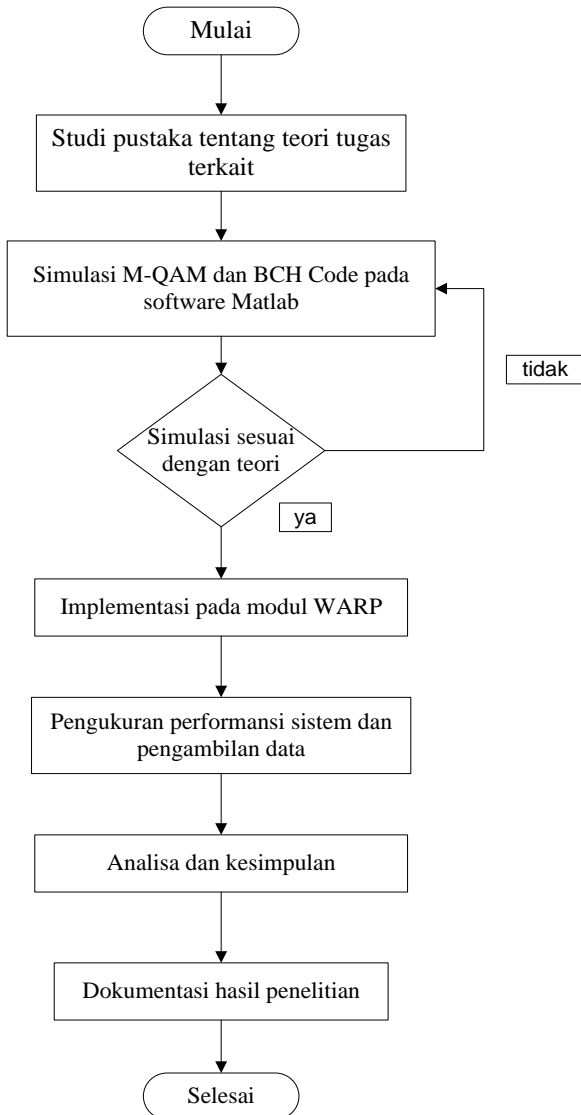 Mulai
Studi pustaka tentang teori tugas
terkait
Simulasi M-QAM dan BCH Code pada
software Matlab
tidak
Simulasi sesuai
dengan teori
ya
Implementasi pada modul WARP
Pengukuran performansi sistem dan
pengambilan data
Analisa dan kesimpulan
Dokumentasi hasil penelitian
Selesai